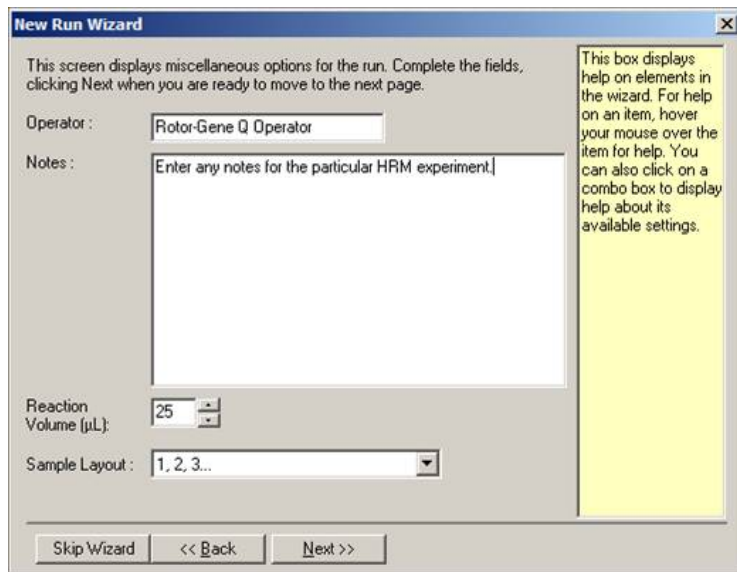 New Run Wizard
This screen displays miscellaneous options for the run. Complete the fields,
clicking Next when you are ready to move to the next page.
Operator :
Rotor-Gene Q Operator
Notes :
Enter any notes for the particular HRM experiment.
Reaction
Volume (µL):
25
Sample Layout :
1, 2, 3...
This box displays
help on elements in
the wizard. For help
on an item, hover
your mouse over the
item for help. You
can also click on a
combo box to display
help about its
available settings.
Skip Wizard
<< Back
Next >>